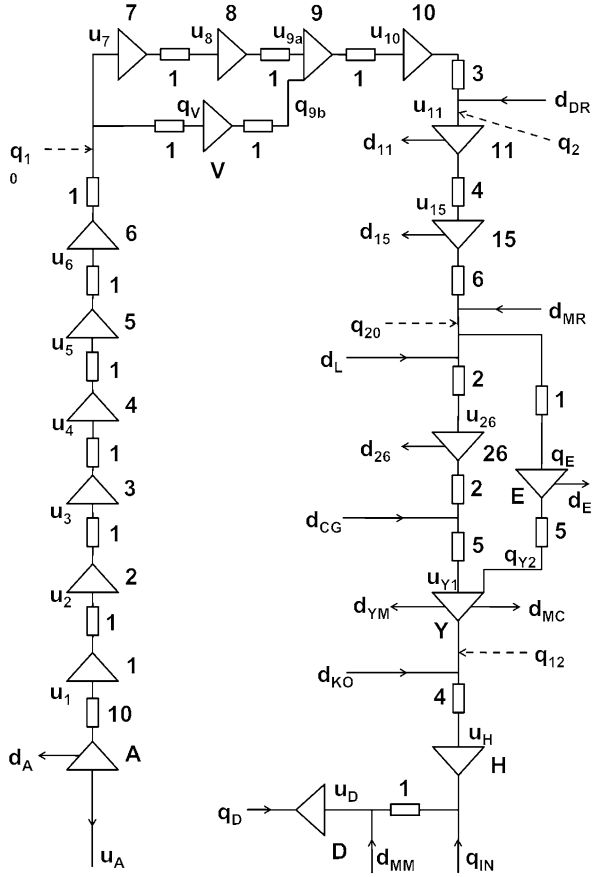 7 8 9 10
u7 u8 u9a u10
1 1 1 3
qV q9b u11 dDR
1 1
V
q1
0
d11 11 q2
1 4
6 u15
u6 d15 15
1 6
5 q20 dMR
u5 dL
1 2 1
4 u26 qE
u4 d26 26 E dE
1 2 5
3 dCG
u3 5 qY2
1 uY1
2 dYM dMC
u2 Y
1 q12
1 dKO
u1 4
10 uH
dA A H
1
uD
qD
D
uA dMM qIN